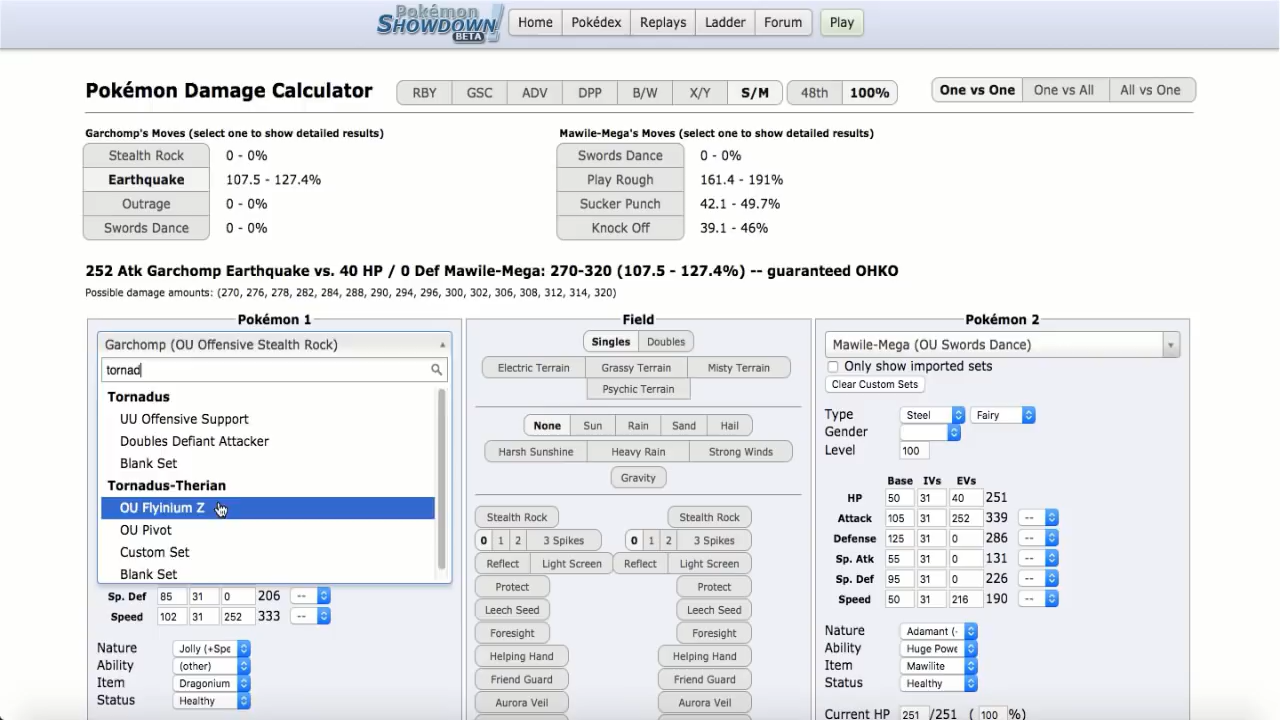 Pokémon SHOWDOWN BETA
Home Pokédex Replays Ladder Forum Play
Pokémon Damage Calculator RBY GSC ADV DPP B/W X/Y S/M 48th 100% One vs One One vs All All vs One
Garchomp's Moves (select one to show detailed results) Mawile-Mega's Moves (select one to show detailed results)
Stealth Rock 0 - 0% Swords Dance 0 - 0%
Earthquake 107.5 - 127.4% Play Rough 161.4 - 191%
Outrage 0 - 0% Sucker Punch 42.1 - 49.7%
Swords Dance 0 - 0% Knock Off 39.1 - 46%
252 Atk Garchomp Earthquake vs. 40 HP / 0 Def Mawile-Mega: 270-320 (107.5 - 127.4%) -- guaranteed OHKO
Possible damage amounts: (270, 276, 278, 282, 284, 288, 290, 294, 296, 300, 302, 306, 308, 312, 314, 320)
Pokémon 1
Garchomp (OU Offensive Stealth Rock)
tornad
Tornadus
UU Offensive Support
Doubles Defiant Attacker
Blank Set
Tornadus-Therian
OU Flyinium Z
OU Pivot
Custom Set
Blank Set
Sp. Def 85 31 0 206 --
Speed 102 31 252 333 --
Nature Jolly (+Spe
Ability (other)
Item Dragonium
Status Healthy
Field
Singles Doubles
Electric Terrain Grassy Terrain Misty Terrain
Psychic Terrain
None Sun Rain Sand Hail
Harsh Sunshine Heavy Rain Strong Winds
Gravity
Stealth Rock Stealth Rock
0 1 2 3 Spikes 0 1 2 3 Spikes
Reflect Light Screen Reflect Light Screen
Protect Protect
Leech Seed Leech Seed
Foresight Foresight
Helping Hand Helping Hand
Friend Guard Friend Guard
Aurora Veil Aurora Veil
Pokémon 2
Mawile-Mega (OU Swords Dance)
Only show imported sets
Clear Custom Sets
Type Steel Fairy
Gender
Level 100
Base IVs EVs
HP 50 31 40 251
Attack 105 31 252 339 --
Defense 125 31 0 286 --
Sp. Atk 55 31 0 131 --
Sp. Def 95 31 0 226 --
Speed 50 31 216 190 --
Nature Adamant (-
Ability Huge Powe
Item Mawilite
Status Healthy
Current HP 251 /251 ( 100 %)